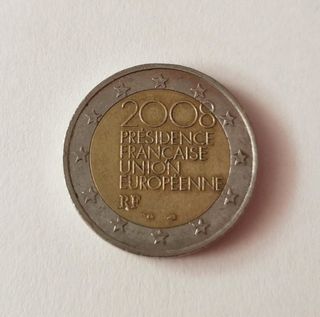 2008
PRÉSIDENCE
FRANÇAISE
UNION
EUROPÉENNE
RF